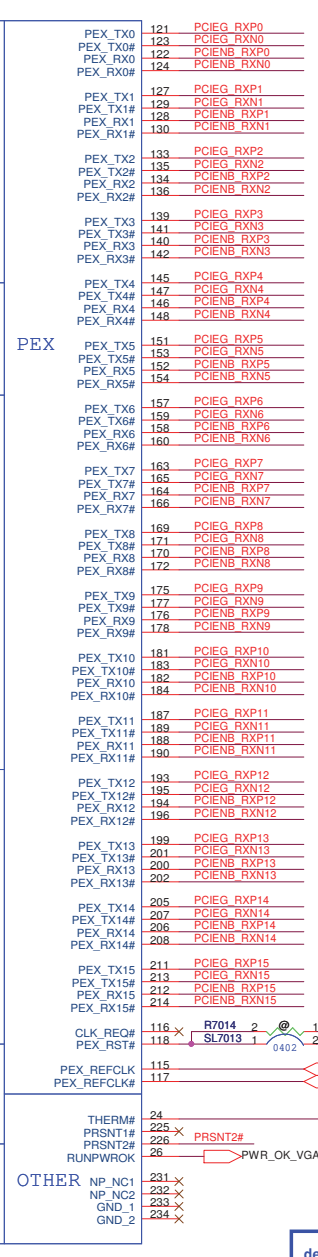 PEX_TX0 121 PCIEG_RXP0
PEX_TX0# 123 PCIEG_RXN0
PEX_RX0 122 PCIENB_RXP0
PEX_RX0# 124 PCIENB_RXN0
PEX_TX1 127 PCIEG_RXP1
PEX_TX1# 129 PCIEG_RXN1
PEX_RX1 128 PCIENB_RXP1
PEX_RX1# 130 PCIENB_RXN1
PEX_TX2 133 PCIEG_RXP2
PEX_TX2# 135 PCIEG_RXN2
PEX_RX2 134 PCIENB_RXP2
PEX_RX2# 136 PCIENB_RXN2
PEX_TX3 139 PCIEG_RXP3
PEX_TX3# 141 PCIEG_RXN3
PEX_RX3 140 PCIENB_RXP3
PEX_RX3# 142 PCIENB_RXN3
PEX_TX4 145 PCIEG_RXP4
PEX_TX4# 147 PCIEG_RXN4
PEX_RX4 146 PCIENB_RXP4
PEX_RX4# 148 PCIENB_RXN4
PEX
PEX_TX5 151 PCIEG_RXP5
PEX_TX5# 153 PCIEG_RXN5
PEX_RX5 152 PCIENB_RXP5
PEX_RX5# 154 PCIENB_RXN5
PEX_TX6 157 PCIEG_RXP6
PEX_TX6# 159 PCIEG_RXN6
PEX_RX6 158 PCIENB_RXP6
PEX_RX6# 160 PCIENB_RXN6
PEX_TX7 163 PCIEG_RXP7
PEX_TX7# 165 PCIEG_RXN7
PEX_RX7 164 PCIENB_RXP7
PEX_RX7# 166 PCIENB_RXN7
PEX_TX8 169 PCIEG_RXP8
PEX_TX8# 171 PCIEG_RXN8
PEX_RX8 170 PCIENB_RXP8
PEX_RX8# 172 PCIENB_RXN8
PEX_TX9 175 PCIEG_RXP9
PEX_TX9# 177 PCIEG_RXN9
PEX_RX9 176 PCIENB_RXP9
PEX_RX9# 178 PCIENB_RXN9
PEX_TX10 181 PCIEG_RXP10
PEX_TX10# 183 PCIEG_RXN10
PEX_RX10 182 PCIENB_RXP10
PEX_RX10# 184 PCIENB_RXN10
PEX_TX11 187 PCIEG_RXP11
PEX_TX11# 189 PCIEG_RXN11
PEX_RX11 188 PCIENB_RXP11
PEX_RX11# 190 PCIENB_RXN11
PEX_TX12 193 PCIEG_RXP12
PEX_TX12# 195 PCIEG_RXN12
PEX_RX12 194 PCIENB_RXP12
PEX_RX12# 196 PCIENB_RXN12
PEX_TX13 199 PCIEG_RXP13
PEX_TX13# 201 PCIEG_RXN13
PEX_RX13 200 PCIENB_RXP13
PEX_RX13# 202 PCIENB_RXN13
PEX_TX14 205 PCIEG_RXP14
PEX_TX14# 207 PCIEG_RXN14
PEX_RX14 206 PCIENB_RXP14
PEX_RX14# 208 PCIENB_RXN14
PEX_TX15 211 PCIEG_RXP15
PEX_TX15# 213 PCIEG_RXN15
PEX_RX15 212 PCIENB_RXP15
PEX_RX15# 214 PCIENB_RXN15
CLK_REQ# 116 R7014 2 @ 1
PEX_RST# 118 SL7013 1 0402 2
PEX_REFCLK 115
PEX_REFCLK# 117
THERM# 24
PRSNT1# 225
PRSNT2# 226 PRSNT2#
RUNPWROK 26 PWR_OK_VGA
OTHER
NP_NC1 231
NP_NC2 232
GND_1 233
GND_2 234
de